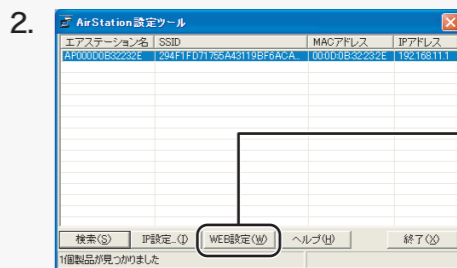 2.
AirStation設定ツール
エアステーション名 SSID MACアドレス IPアドレス
AP000D0B32232E 294F1FD71755A43119BF6ACA... 000D0B32232E 192.168.11.1
検索(S) IP設定...(I) WEB設定(W) ヘルプ(H) 終了(X)
1個製品が見つかりました